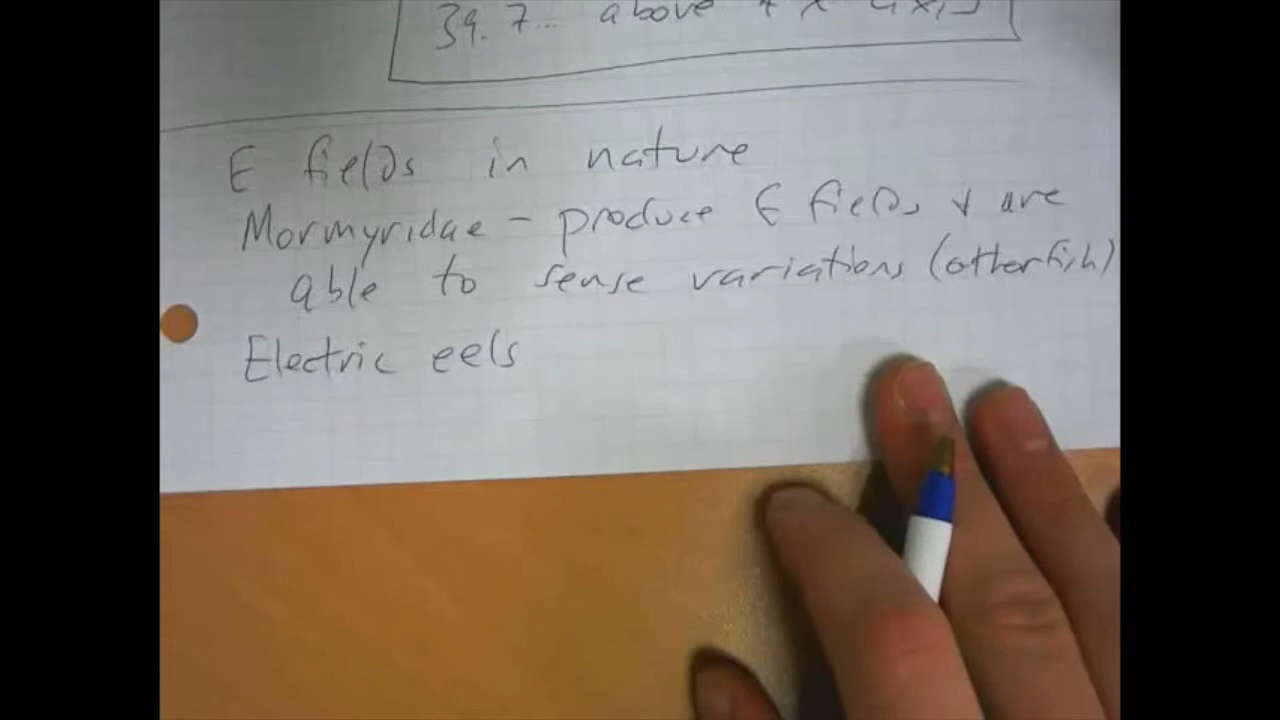 39.7... above + x axis
E fields in nature
Mormyridae - produce E fields & are
able to sense variations (other fish)
Electric eels